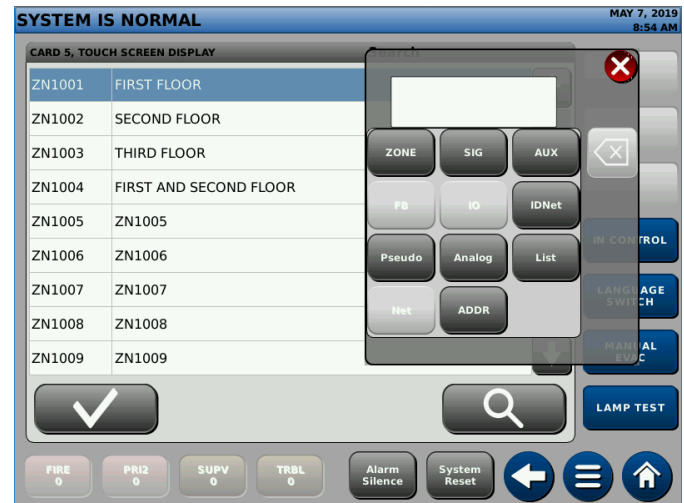 SYSTEM IS NORMAL
MAY 7, 2019
8:54 AM
CARD 5, TOUCH SCREEN DISPLAY
Search
ZN1001 FIRST FLOOR
ZN1002 SECOND FLOOR
ZN1003 THIRD FLOOR
ZN1004 FIRST AND SECOND FLOOR
ZN1005 ZN1005
ZN1006 ZN1006
ZN1007 ZN1007
ZN1008 ZN1008
ZN1009 ZN1009
ZONE SIG AUX
FB IO IDNet
Pseudo Analog List
Net ADDR
IN CONTROL
LANGUAGE
SWITCH
MANUAL
EVAC
LAMP TEST
FIRE
0
PRI2
0
SUPV
0
TRBL
0
Alarm
Silence
System
Reset